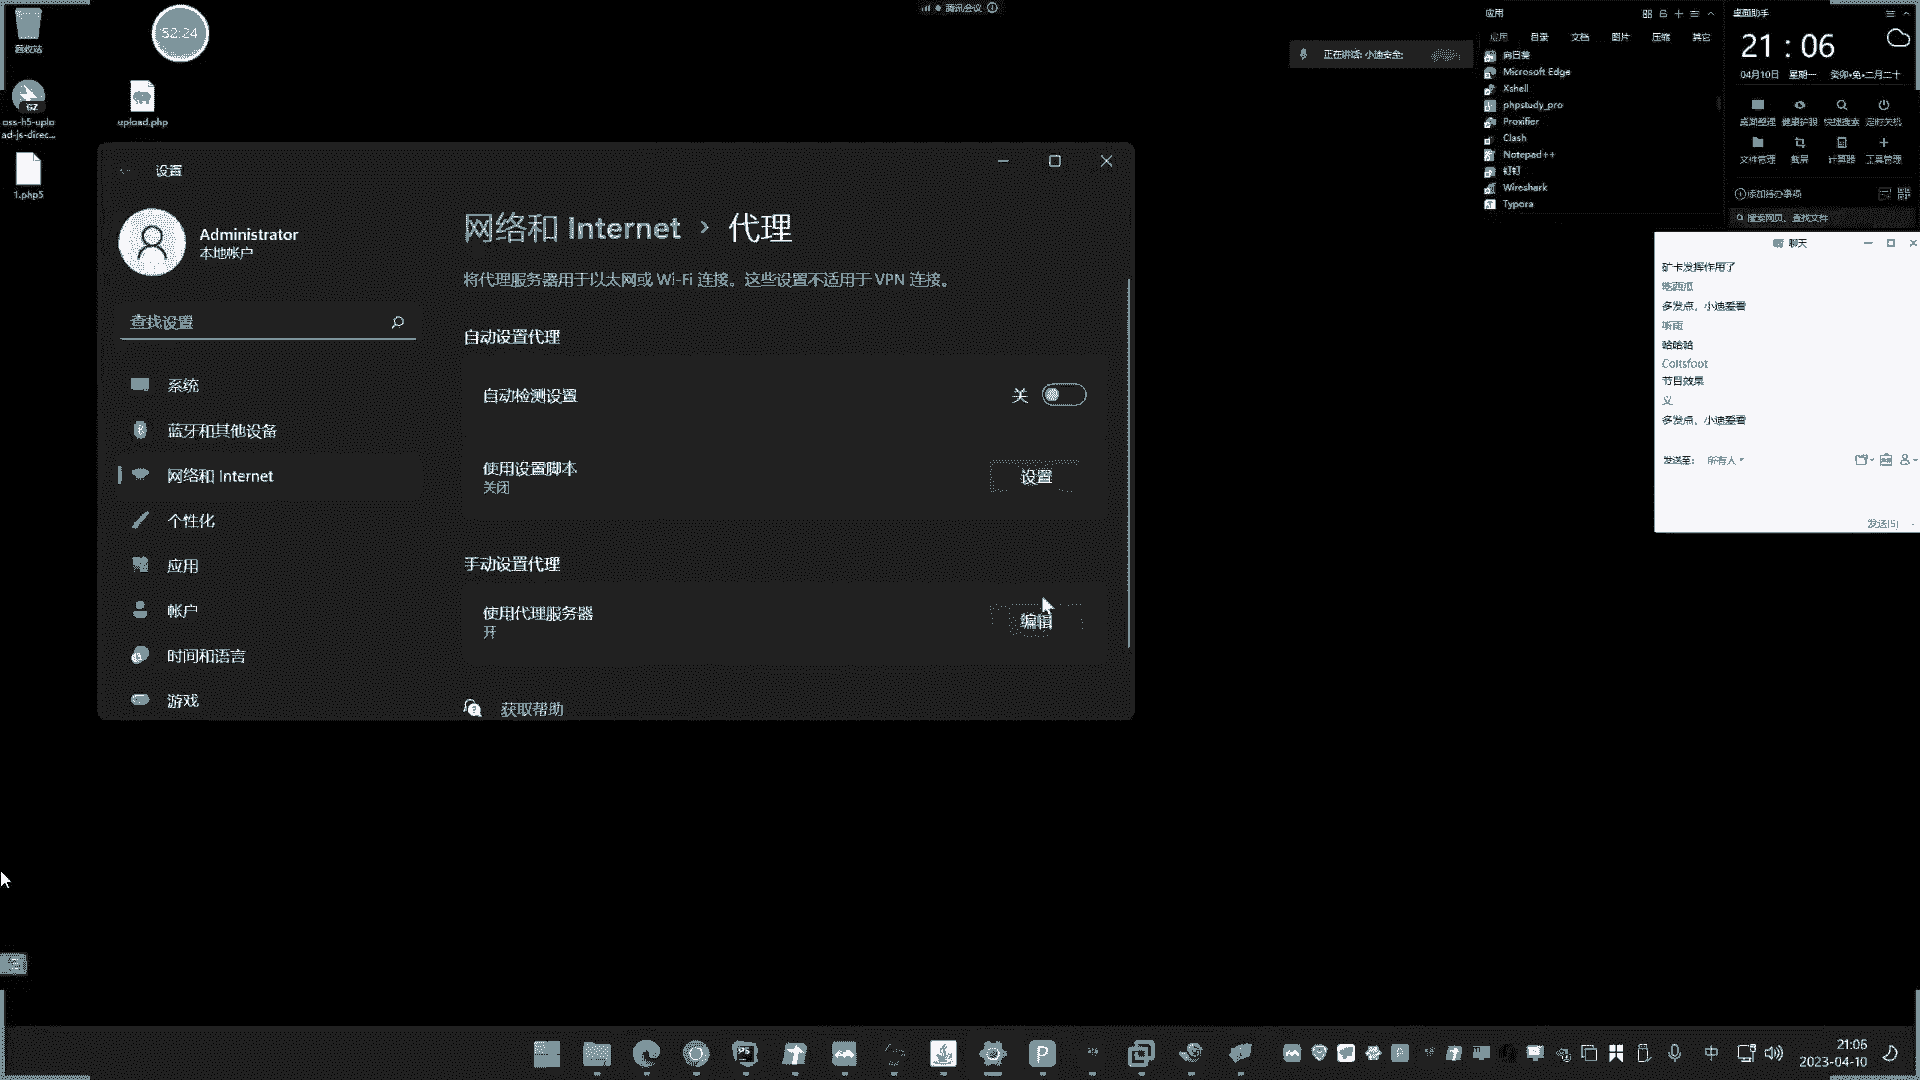 腾讯会议
回收站
52:24
oss-h5-uplo
ad-js-direc...
upload.php
1.php5
正在讲话: 小迪安全;
应用
应用 目录 文档 图片 压缩 其它
向日葵
Microsoft Edge
Xshell
phpstudy_pro
Proxifier
Clash
Notepad++
钉钉
Wireshark
Typora
桌面助手
21 : 06
04月10日 星期一 癸卯•兔•二月二十
桌面整理 健康护眼 快速搜索 定时关机
文件管理 截屏 计算器 工具管理
添加待办事项
搜索网页、查找文件
聊天
矿卡发挥作用了
吃西瓜
多发点，小迪爱看
听雨
哈哈哈
Coltsfoot
节目效果
义
多发点，小迪爱看
发送至: 所有人
发送(S)
设置
Administrator
本地帐户
查找设置
系统
蓝牙和其他设备
网络和 Internet
个性化
应用
帐户
时间和语言
游戏
网络和 Internet › 代理
将代理服务器用于以太网或 Wi-Fi 连接。这些设置不适用于 VPN 连接。
自动设置代理
自动检测设置
关
使用设置脚本
关闭
设置
手动设置代理
使用代理服务器
开
编辑
获取帮助
中
21:06
2023-04-10